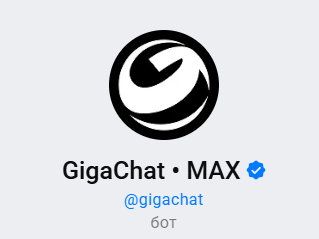 GigaChat • MAX
@gigachat
бот